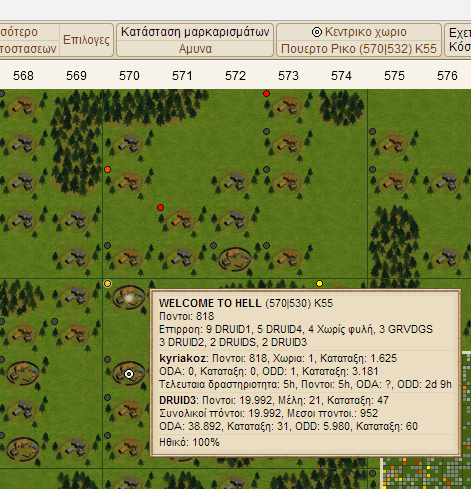 σότερο
τοστασεων
Επιλογες
Κατάσταση μαρκαρισμάτων
Αμυνα
Κεντρικο χωριο
Πουερτο Ρικο (570|532) K55
Εχετ
Κόσ
568 569 570 571 572 573 574 575 576
WELCOME TO HELL (570|530) K55
Ποντοι: 818
Επιρροη: 9 DRUID1, 5 DRUID4, 4 Χωρίς φυλή, 3 GRVDGS
3 DRUID2, 2 DRUIDS, 2 DRUID3
kyriakoz: Ποντοι: 818, Χωρια: 1, Καταταξη: 1.625
ODA: 0, Καταταξη: 0, ODD: 1, Καταταξη: 3.181
Τελευταια δραστηριοτητα: 5h, Ποντοι: 5h, ODA: ?, ODD: 2d 9h
DRUID3: Ποντοι: 19.992, Μέλη: 21, Καταταξη: 47
Συνολικοί πόντοι: 19.992, Μεσοι πτοντοι.: 952
ODA: 38.892, Καταταξη: 31, ODD: 5.980, Καταταξη: 60
Ηθικό: 100%